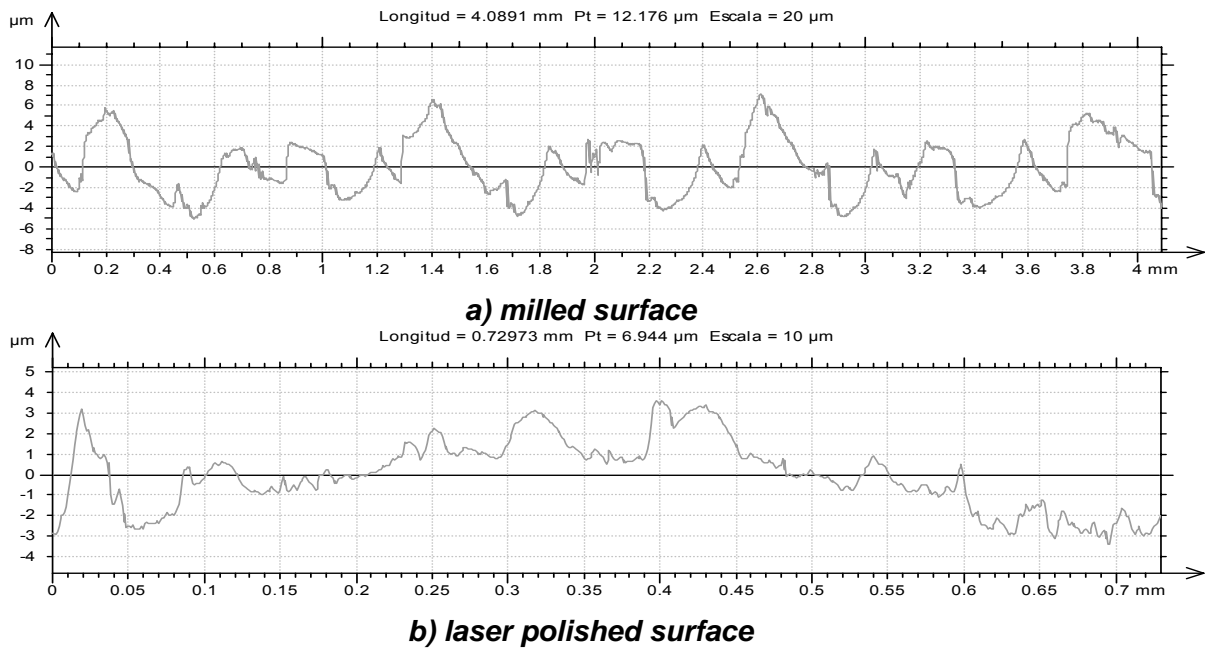 Longitud = 4.0891 mm Pt = 12.176 µm Escala = 20 µm
µm
10
8
6
4
2
0
-2
-4
-6
-8
0 0.2 0.4 0.6 0.8 1 1.2 1.4 1.6 1.8 2 2.2 2.4 2.6 2.8 3 3.2 3.4 3.6 3.8 4 mm
a) milled surface
Longitud = 0.72973 mm Pt = 6.944 µm Escala = 10 µm
µm
5
4
3
2
1
0
-1
-2
-3
-4
0 0.05 0.1 0.15 0.2 0.25 0.3 0.35 0.4 0.45 0.5 0.55 0.6 0.65 0.7 mm
b) laser polished surface